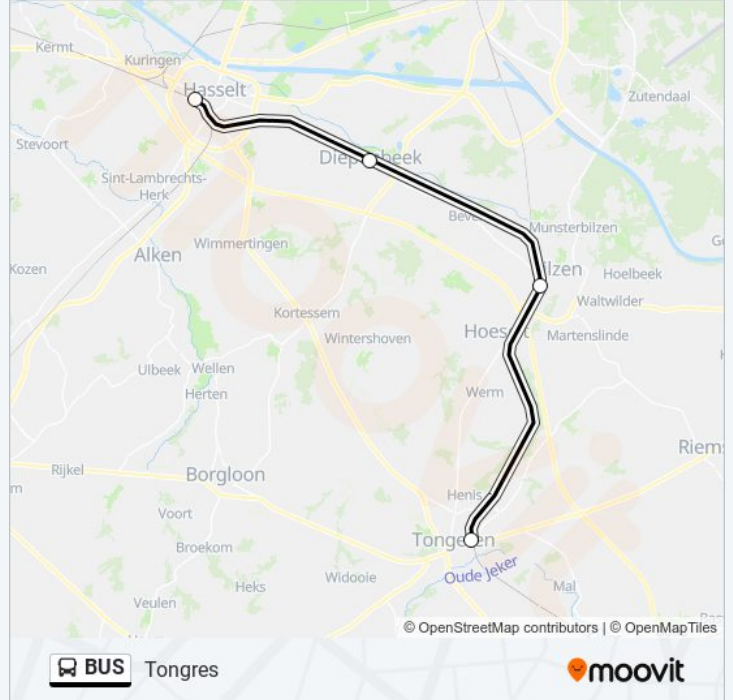 Kermt
Kuringen
Hasselt
Zutendaal
Stevoort
Diepenbeek
Sint-Lambrechts-
Herk
Beve
Munsterbilzen
Wimmertingen
Alken
ilzen
Kozen
Hoelbeek
Waltwilder
Kortessem
Hoeselt
Martenslinde
Wintershoven
Ulbeek
Wellen
Herten
Werm
Riems
Rijkel
Borgloon
m
Henis
Voort
Tongeren
Broekom
Oude Jeker
Widooie
Heks
Mal
Veulen
© OpenStreetMap contributors | © OpenMapTiles
BUS Tongres
moovit